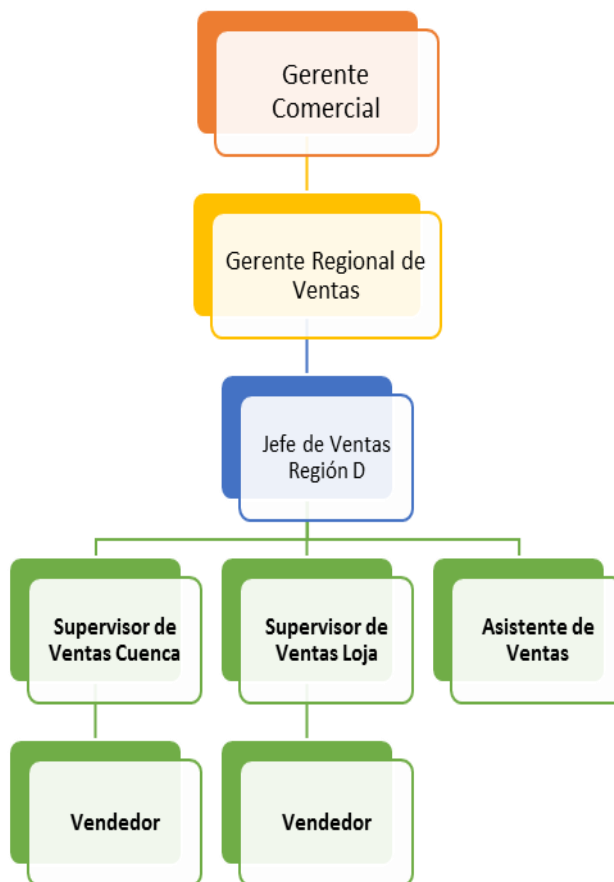 Gerente
Comercial
Gerente Regional de
Ventas
Jefe de Ventas
Región D
Supervisor de
Ventas Cuenca
Supervisor de
Ventas Loja
Asistente de
Ventas
Vendedor
Vendedor